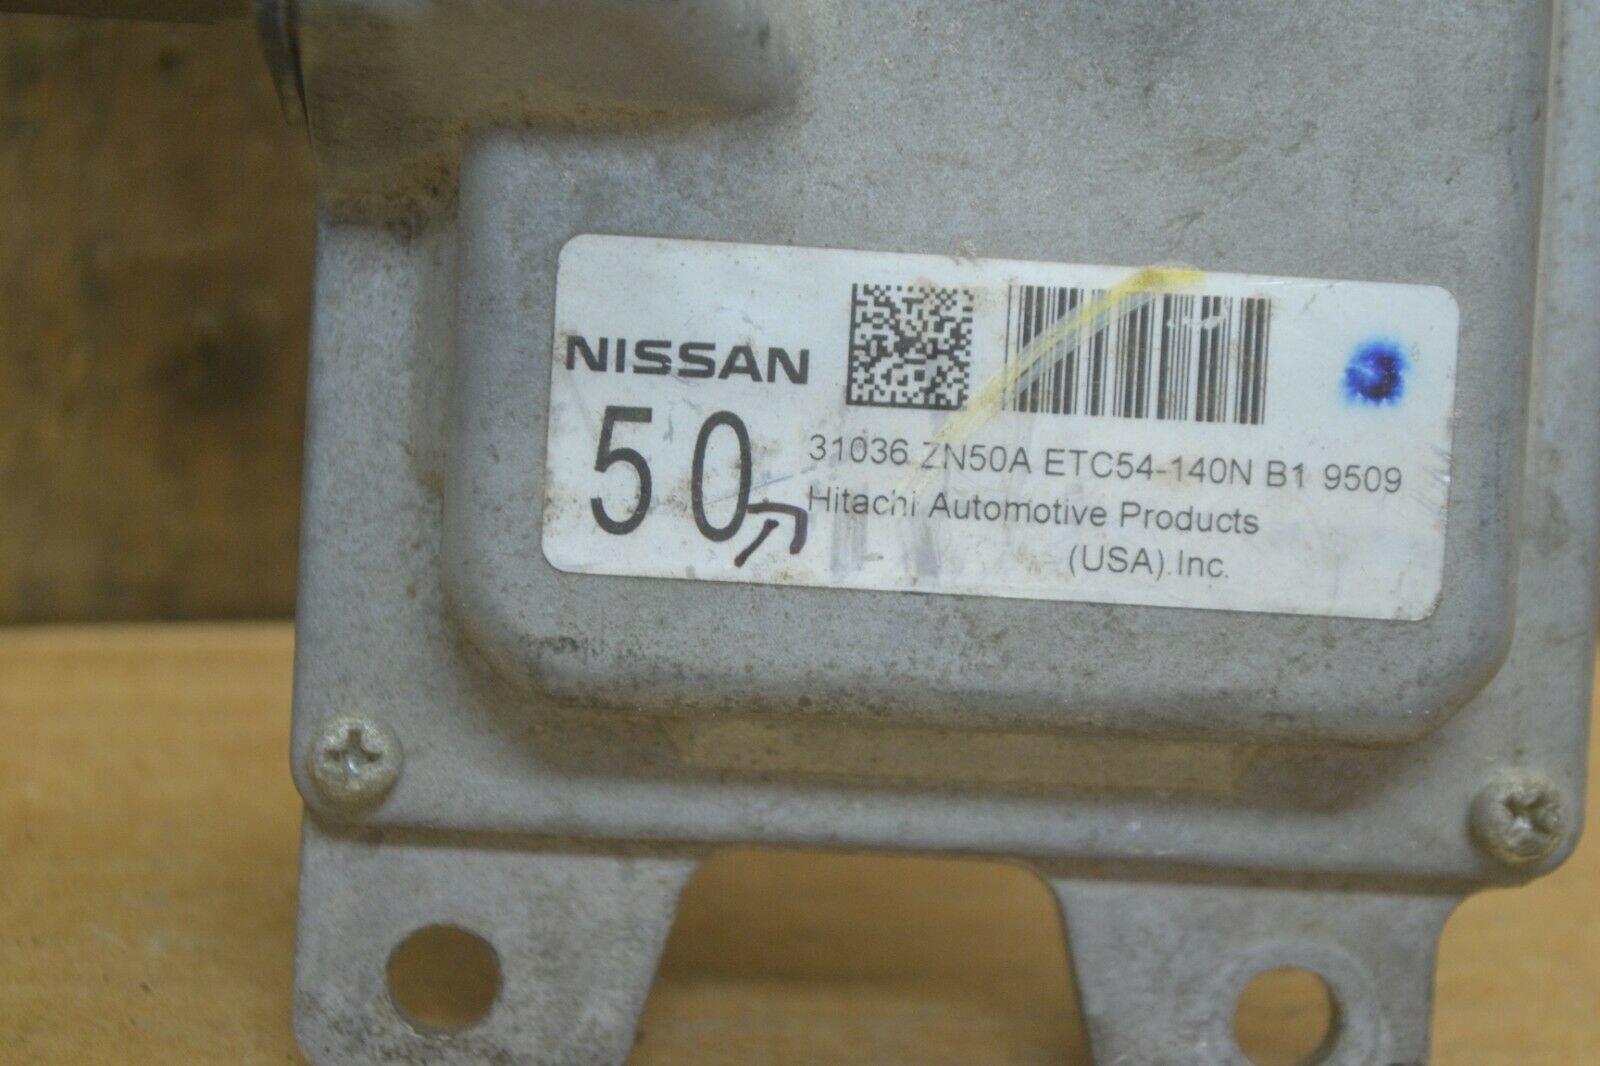 NISSAN
50
31036 ZN50A ETC54-140N B1 9509
Hitachi Automotive Products
(USA).Inc.